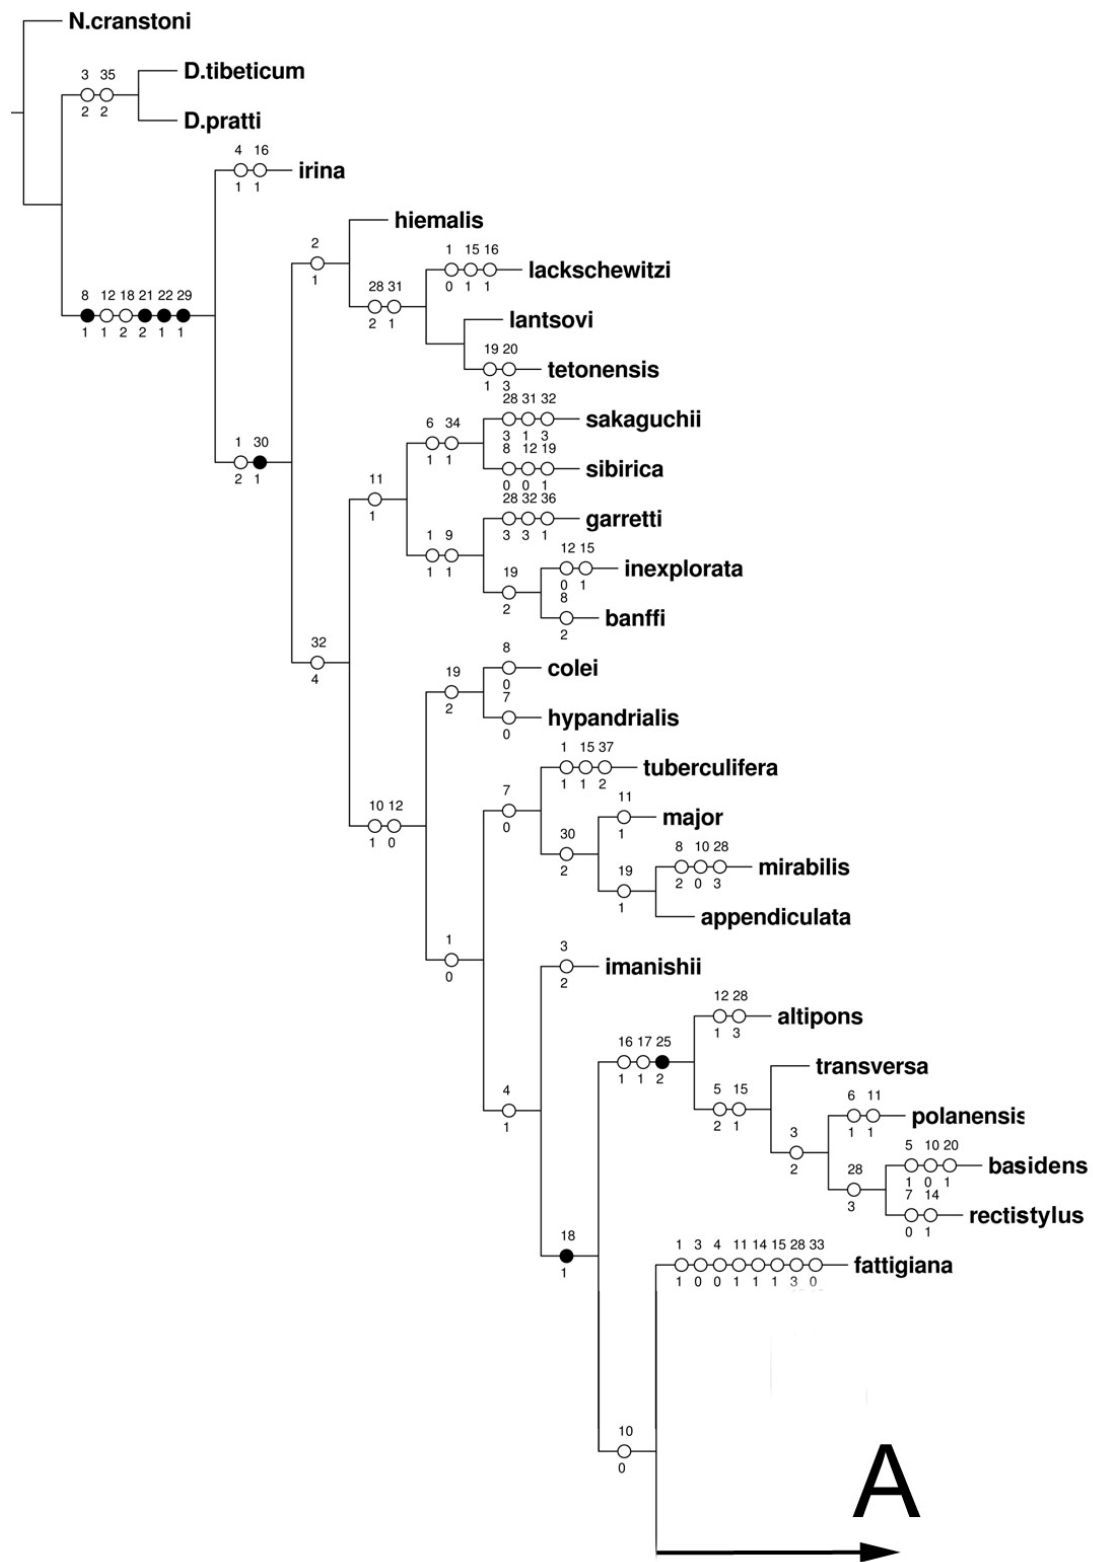 N.cranstoni
D.tibeticum
3 35
2 2
D.pratti
4 16
irina
1 1
hiemalis
2
1
1 15 16
lackschewitzi
0 1 1
28 31
2 1
8 12 18 21 22 29
1 1 2 2 1 1
lantsovi
19 20
tetonensis
1 3
28 31 32
sakaguchii
3 1 3
6 34
1 1
8 12 19
sibirica
0 0 1
1 30
2 1
11
1
28 32 36
garretti
3 3 1
1 9
1 1
12 15
inexplorata
0 1
19
2
8
banffi
2
32
4
8
colei
0
19
2
7
hypandrialis
0
1 15 37
tuberculifera
1 1 2
7
0
11
major
1
10 12
1 0
30
2
8 10 28
mirabilis
2 0 3
19
1
appendiculata
1
0
3
imanishii
2
12 28
altipons
1 3
16 17 25
1 1 2
transversa
4
1
5 15
2 1
6 11
polanensis
1 1
3
2
5 10 20
basidens
1 0 1
28
3
7 14
rectistylus
0 1
18
1
1 3 4 11 14 15 28 33
fattigiana
1 0 0 1 1 1 3 0
10
0
A